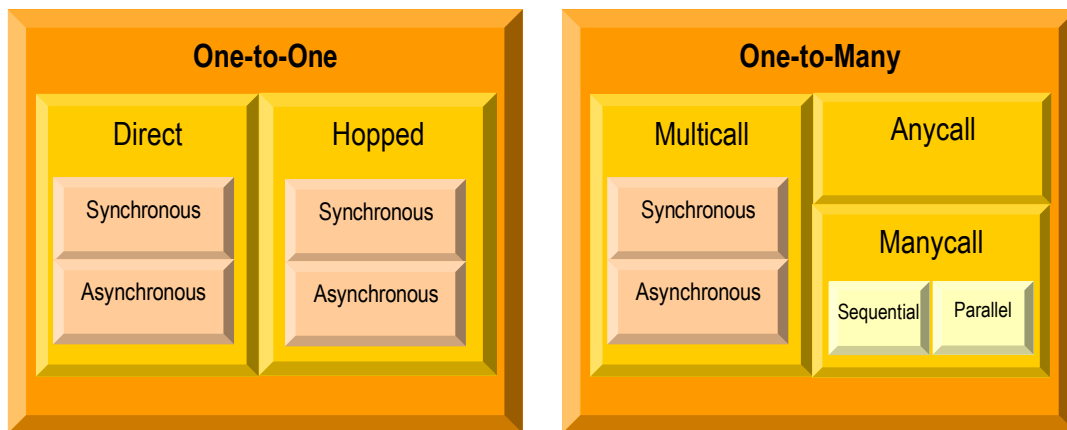 One-to-One
Direct
Synchronous
Asynchronous
Hopped
Synchronous
Asynchronous
One-to-Many
Multicall
Synchronous
Asynchronous
Anycall
Manycall
Sequential
Parallel